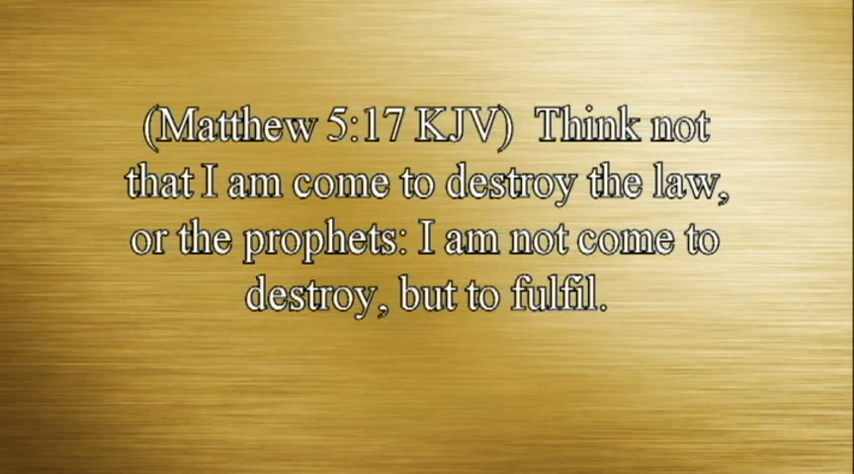 (Matthew 5:17 KJV)  Think not
that I am come to destroy the law,
or the prophets: I am not come to
destroy, but to fulfil.